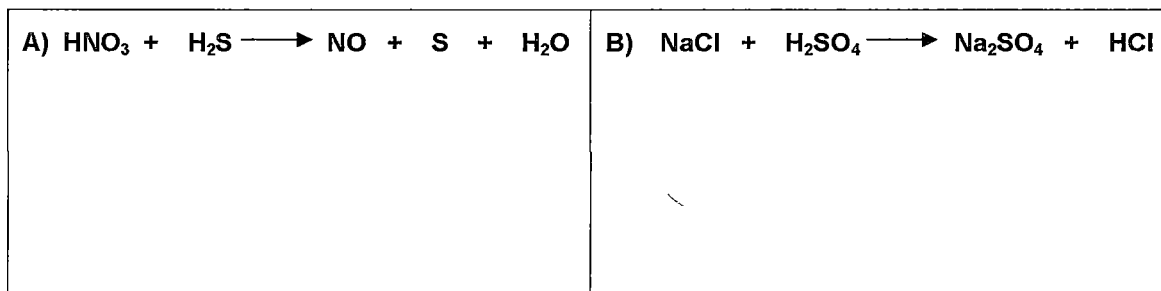 A) HNO₃ + H₂S ⟶ NO + S + H₂O
B) NaCl + H₂SO₄ ⟶ Na₂SO₄ + HCl